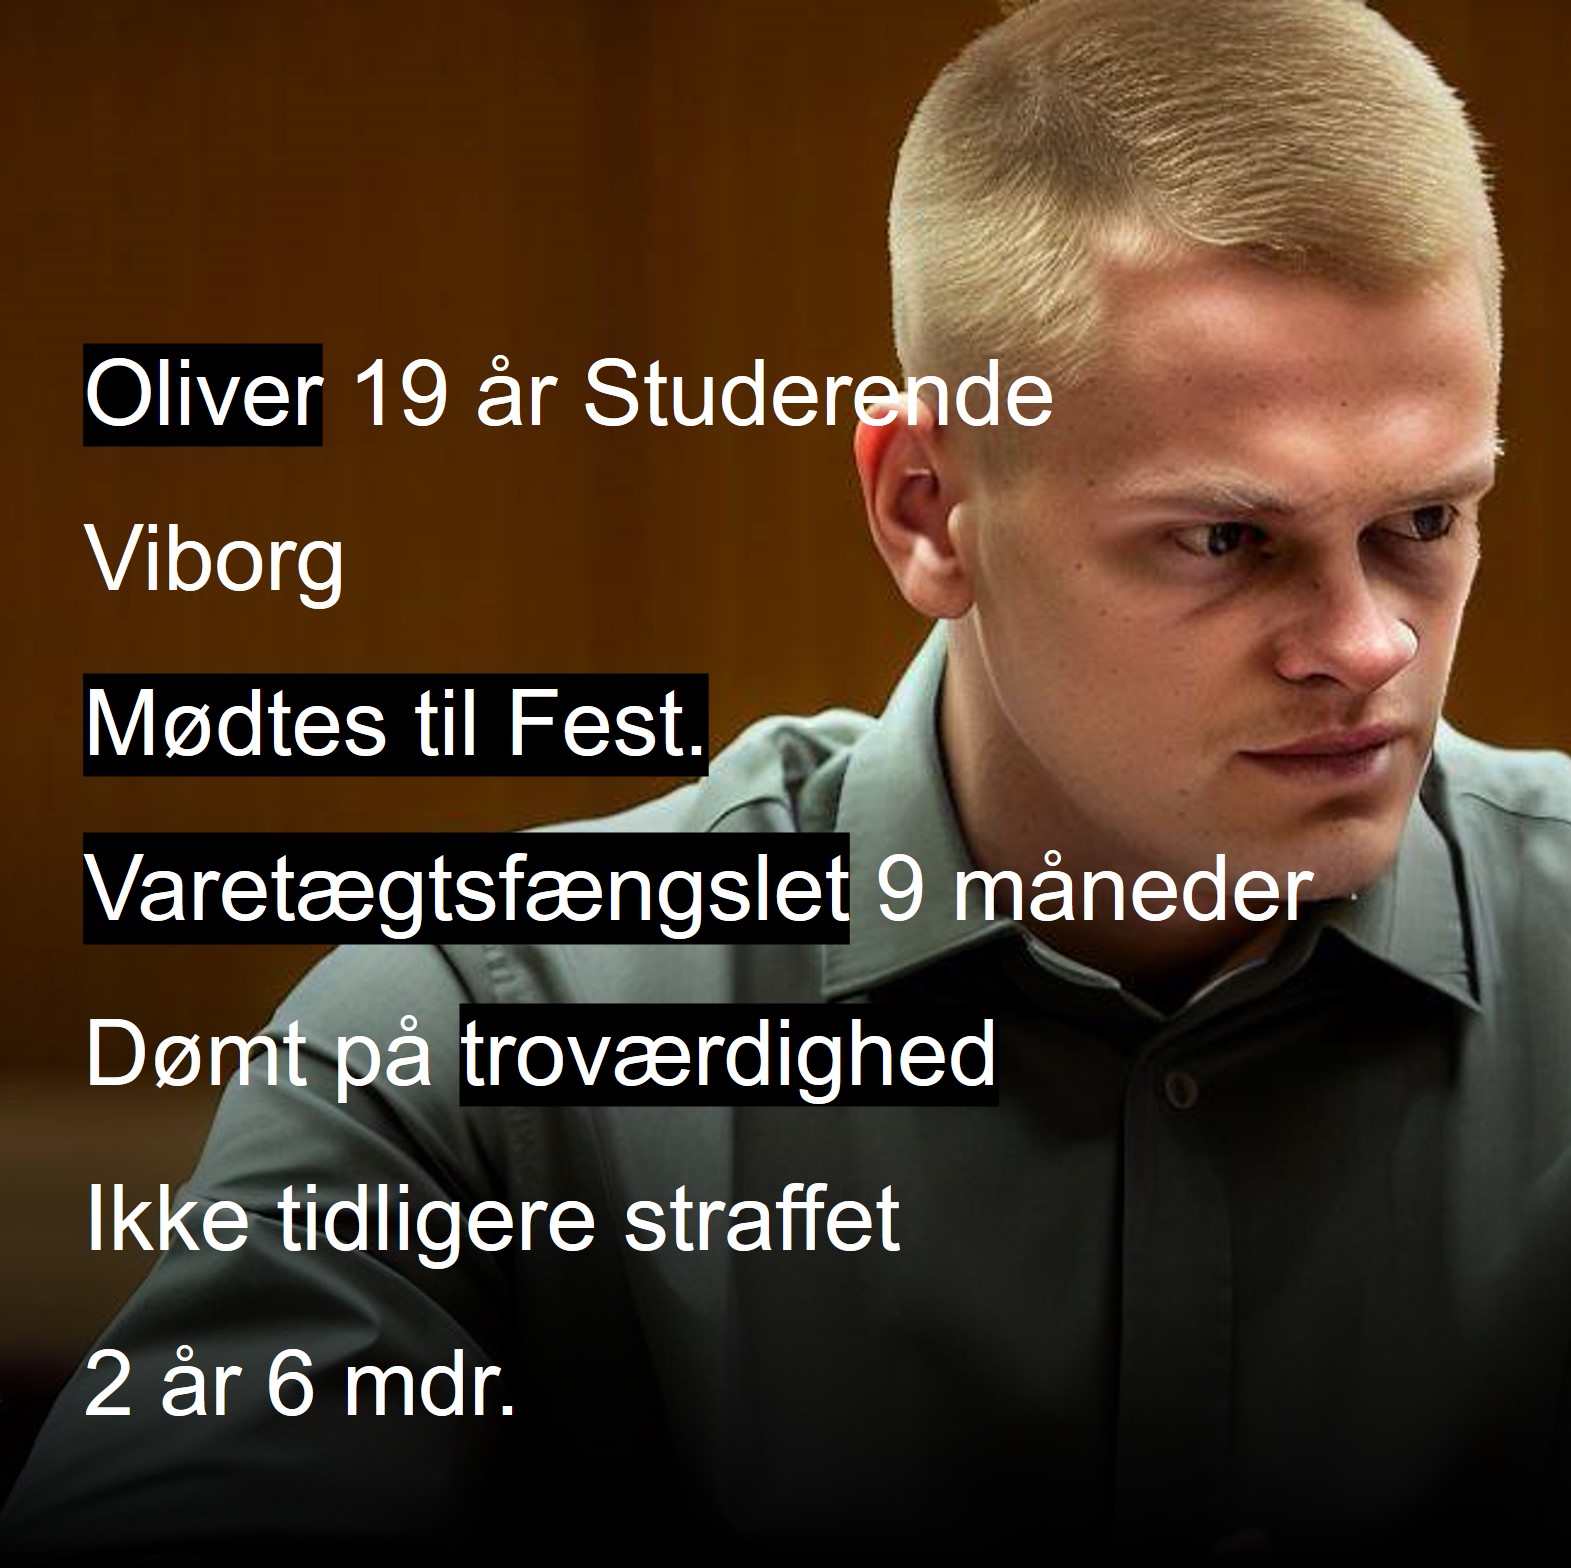 Oliver 19 år Studerende
Viborg
Mødtes til Fest.
Varetægtsfængslet 9 måneder
Dømt på troværdighed
Ikke tidligere straffet
2 år 6 mdr.